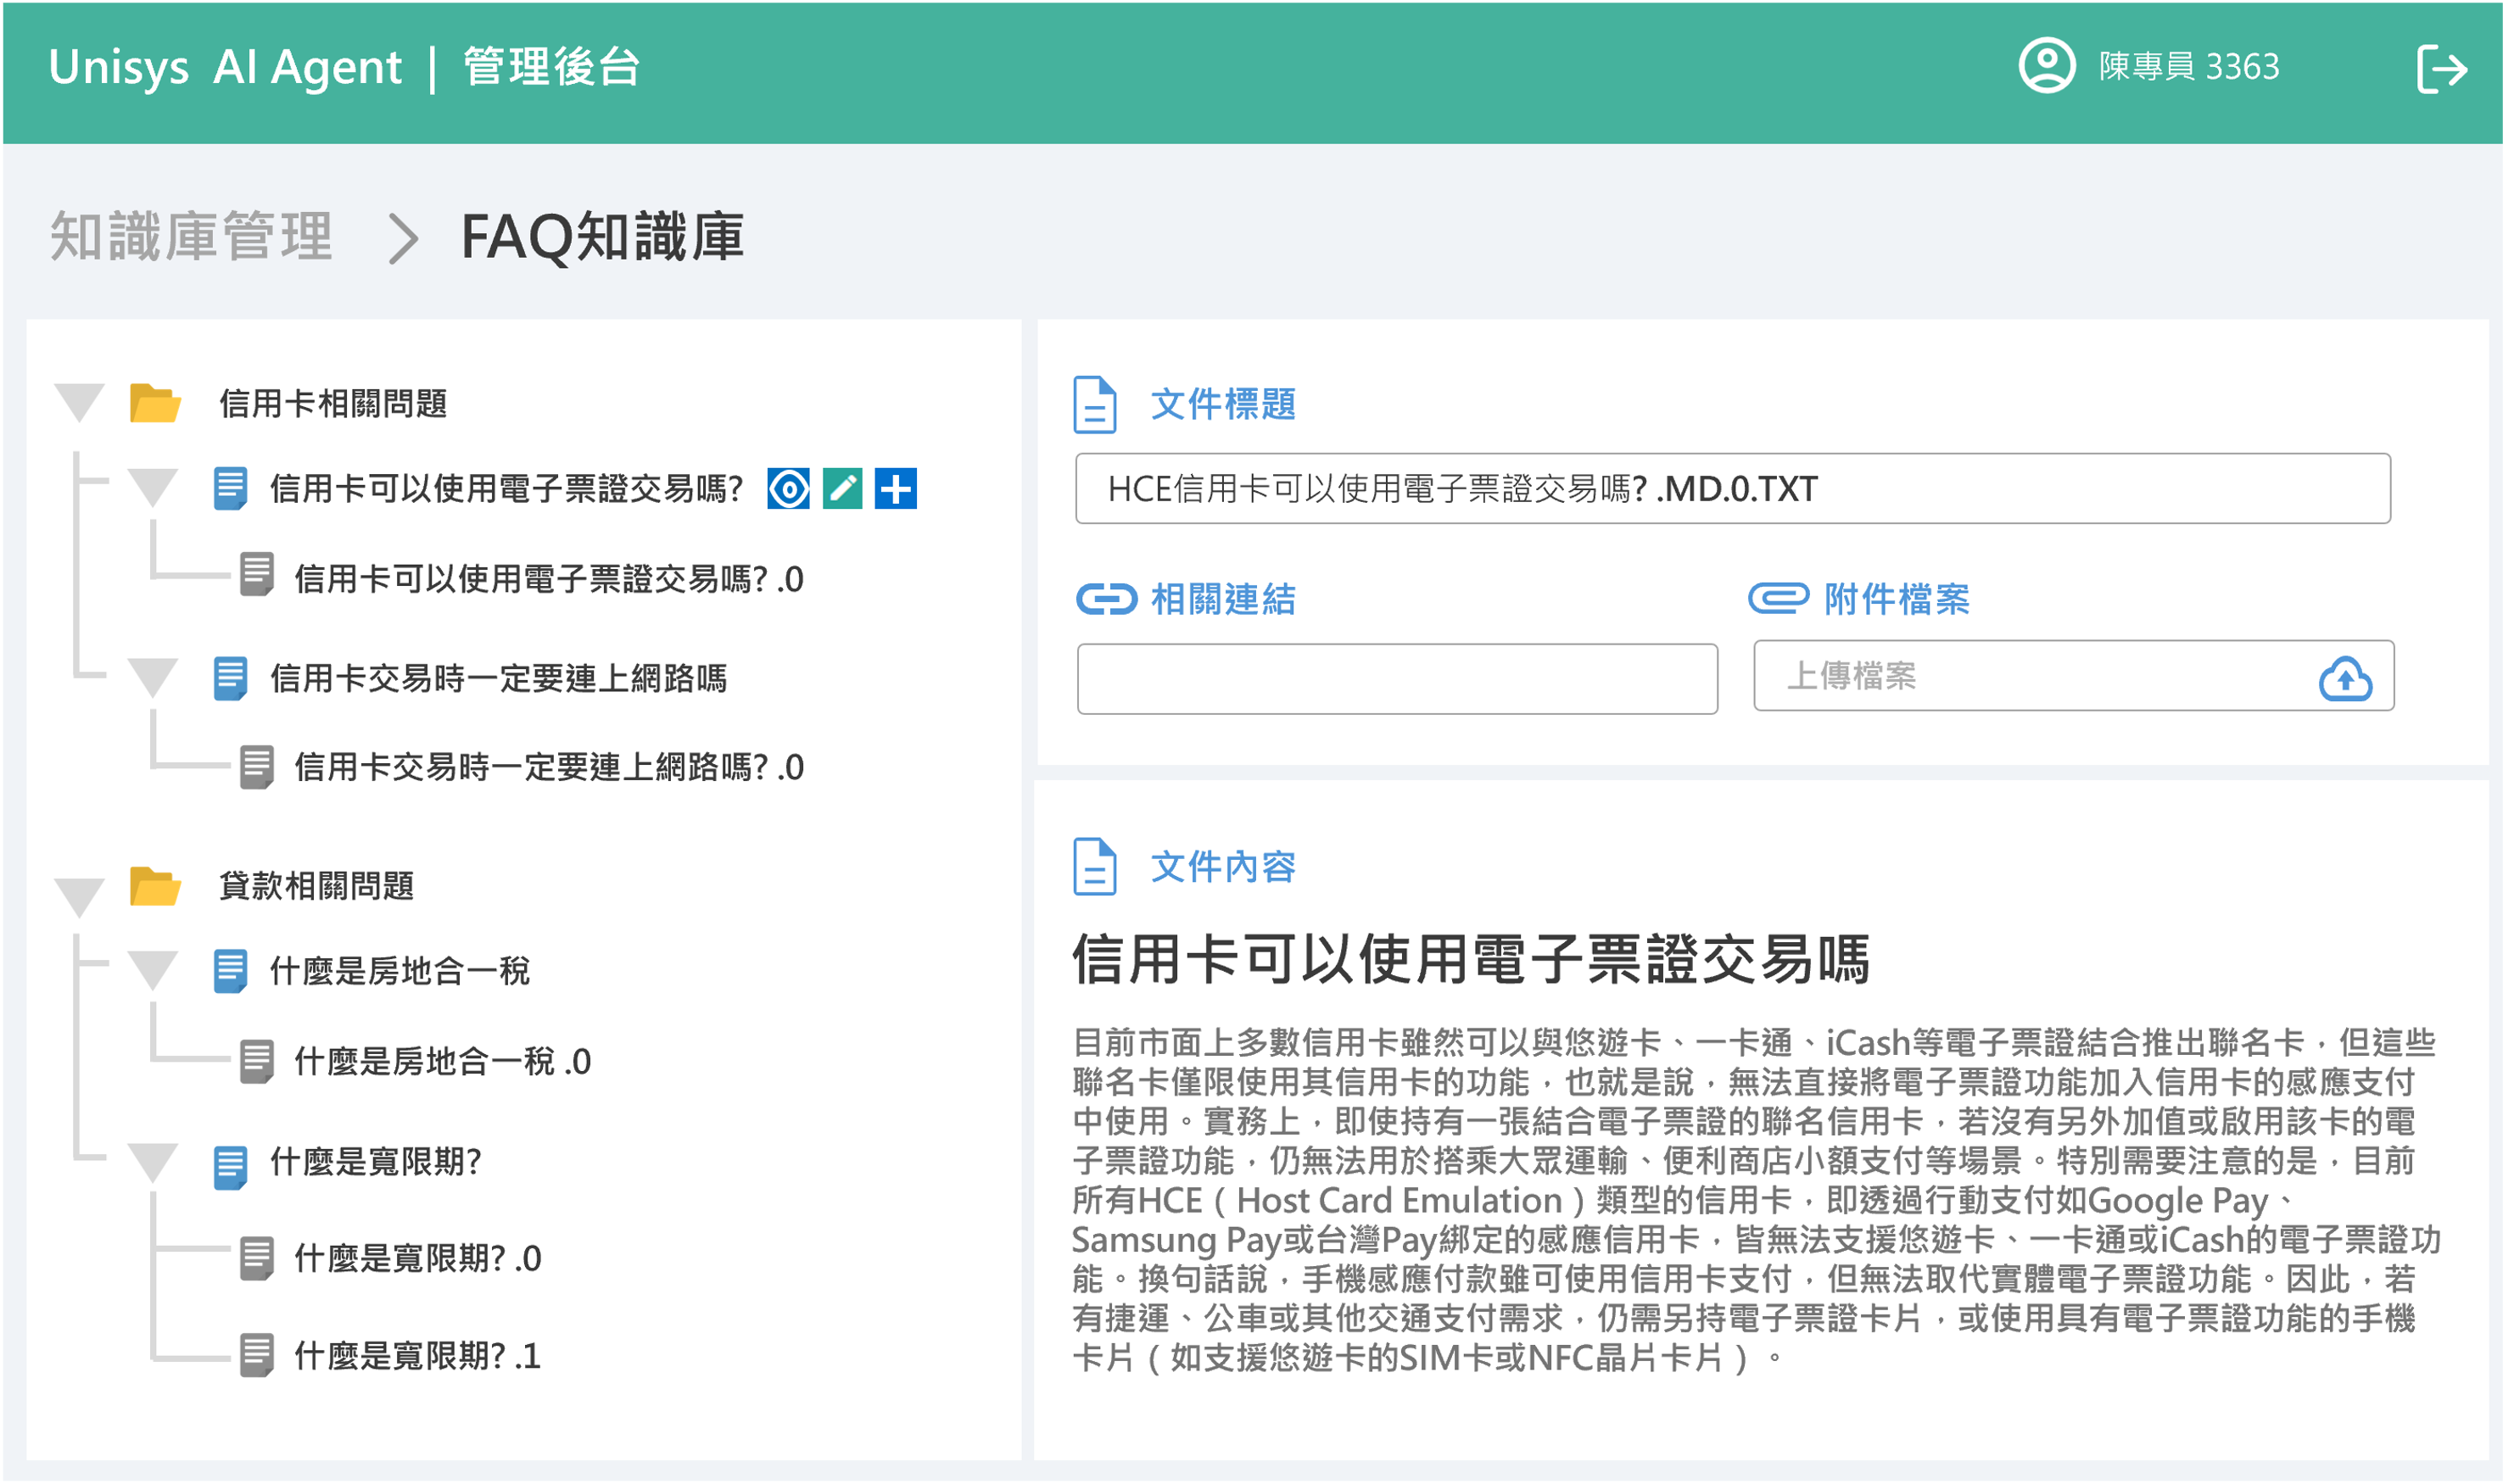 Unisys AI Agent | 管理後台
陳專員 3363
知識庫管理 > FAQ知識庫
信用卡相關問題
信用卡可以使用電子票證交易嗎?
信用卡可以使用電子票證交易嗎? .0
信用卡交易時一定要連上網路嗎
信用卡交易時一定要連上網路嗎? .0
貸款相關問題
什麼是房地合一稅
什麼是房地合一稅 .0
什麼是寬限期?
什麼是寬限期? .0
什麼是寬限期? .1
文件標題
HCE信用卡可以使用電子票證交易嗎? .MD.0.TXT
相關連結
附件檔案
上傳檔案
文件內容
信用卡可以使用電子票證交易嗎
目前市面上多數信用卡雖然可以與悠遊卡、一卡通、iCash等電子票證結合推出聯名卡，但這些
聯名卡僅限使用其信用卡的功能，也就是說，無法直接將電子票證功能加入信用卡的感應支付
中使用。實務上，即使持有一張結合電子票證的聯名信用卡，若沒有另外加值或啟用該卡的電
子票證功能，仍無法用於搭乘大眾運輸、便利商店小額支付等場景。特別需要注意的是，目前
所有HCE（Host Card Emulation）類型的信用卡，即透過行動支付如Google Pay、
Samsung Pay或台灣Pay綁定的感應信用卡，皆無法支援悠遊卡、一卡通或iCash的電子票證功
能。換句話說，手機感應付款雖可使用信用卡支付，但無法取代實體電子票證功能。因此，若
有捷運、公車或其他交通支付需求，仍需另持電子票證卡片，或使用具有電子票證功能的手機
卡片（如支援悠遊卡的SIM卡或NFC晶片卡片）。